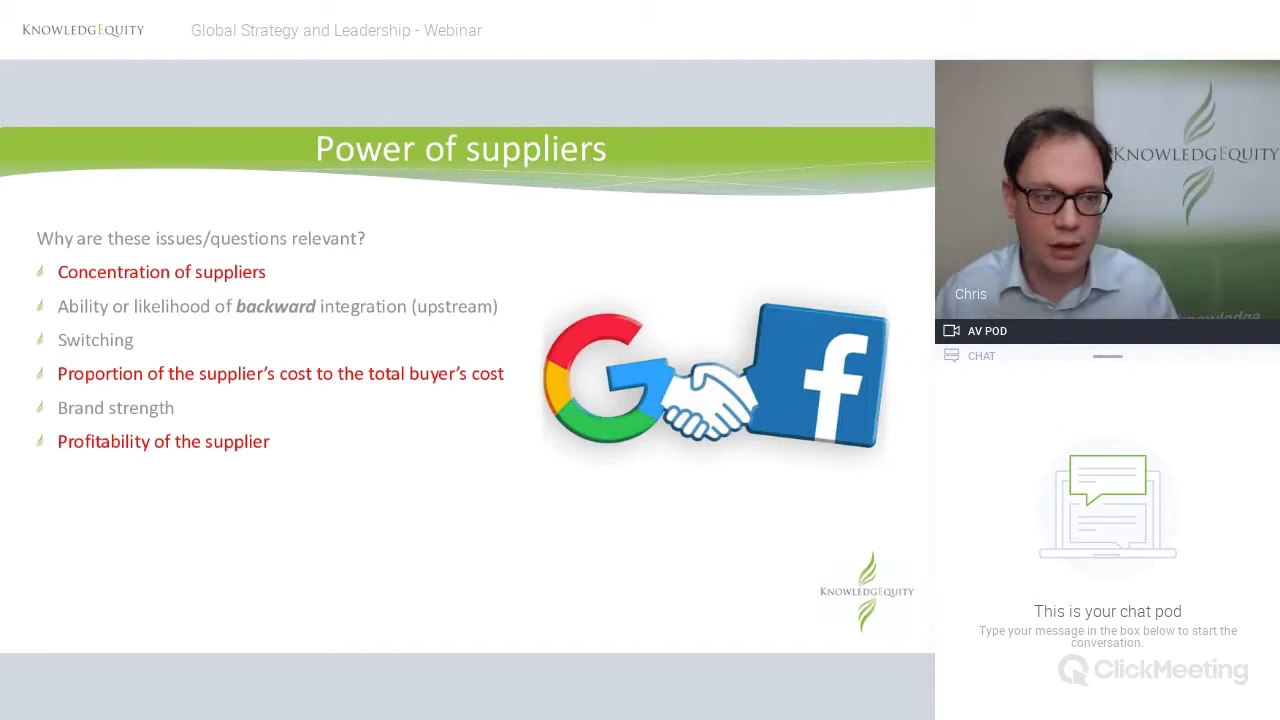 KNOWLEDGEQUITY
Global Strategy and Leadership - Webinar
Power of suppliers
Why are these issues/questions relevant?
Concentration of suppliers
Ability or likelihood of backward integration (upstream)
Switching
Proportion of the supplier's cost to the total buyer's cost
Brand strength
Profitability of the supplier
G
f
KNOWLEDGEQUITY
KNOWLEDGEQUITY
Chris
knowledge
AV POD
CHAT
This is your chat pod
Type your message in the box below to start the
conversation.
ClickMeeting